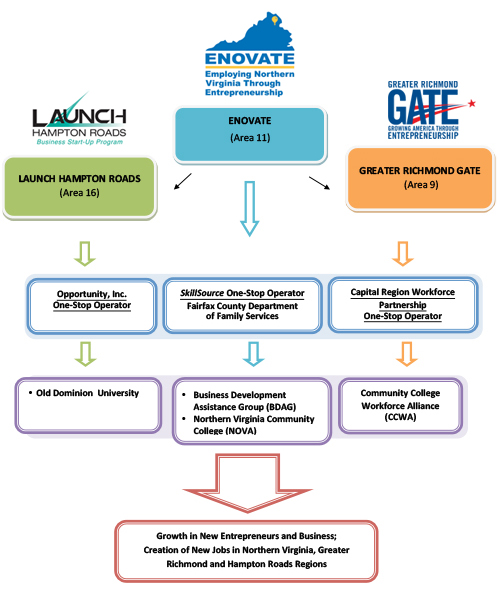 ENOVATE
Employing Northern
Virginia Through
Entrepreneurship
LAUNCH
HAMPTON ROADS
Business Start-Up Program
GREATER RICHMOND
GATE
GROWING AMERICA THROUGH
ENTREPRENEURSHIP
ENOVATE
(Area 11)
LAUNCH HAMPTON ROADS
(Area 16)
GREATER RICHMOND GATE
(Area 9)
Opportunity, Inc.
One-Stop Operator
SkillSource One-Stop Operator
Fairfax County Department
of Family Services
Capital Region Workforce
Partnership
One-Stop Operator
• Old Dominion University
• Business Development
Assistance Group (BDAG)
• Northern Virginia Community
College (NOVA)
Community College
Workforce Alliance
(CCWA)
Growth in New Entrepreneurs and Business;
Creation of New Jobs in Northern Virginia, Greater
Richmond and Hampton Roads Regions